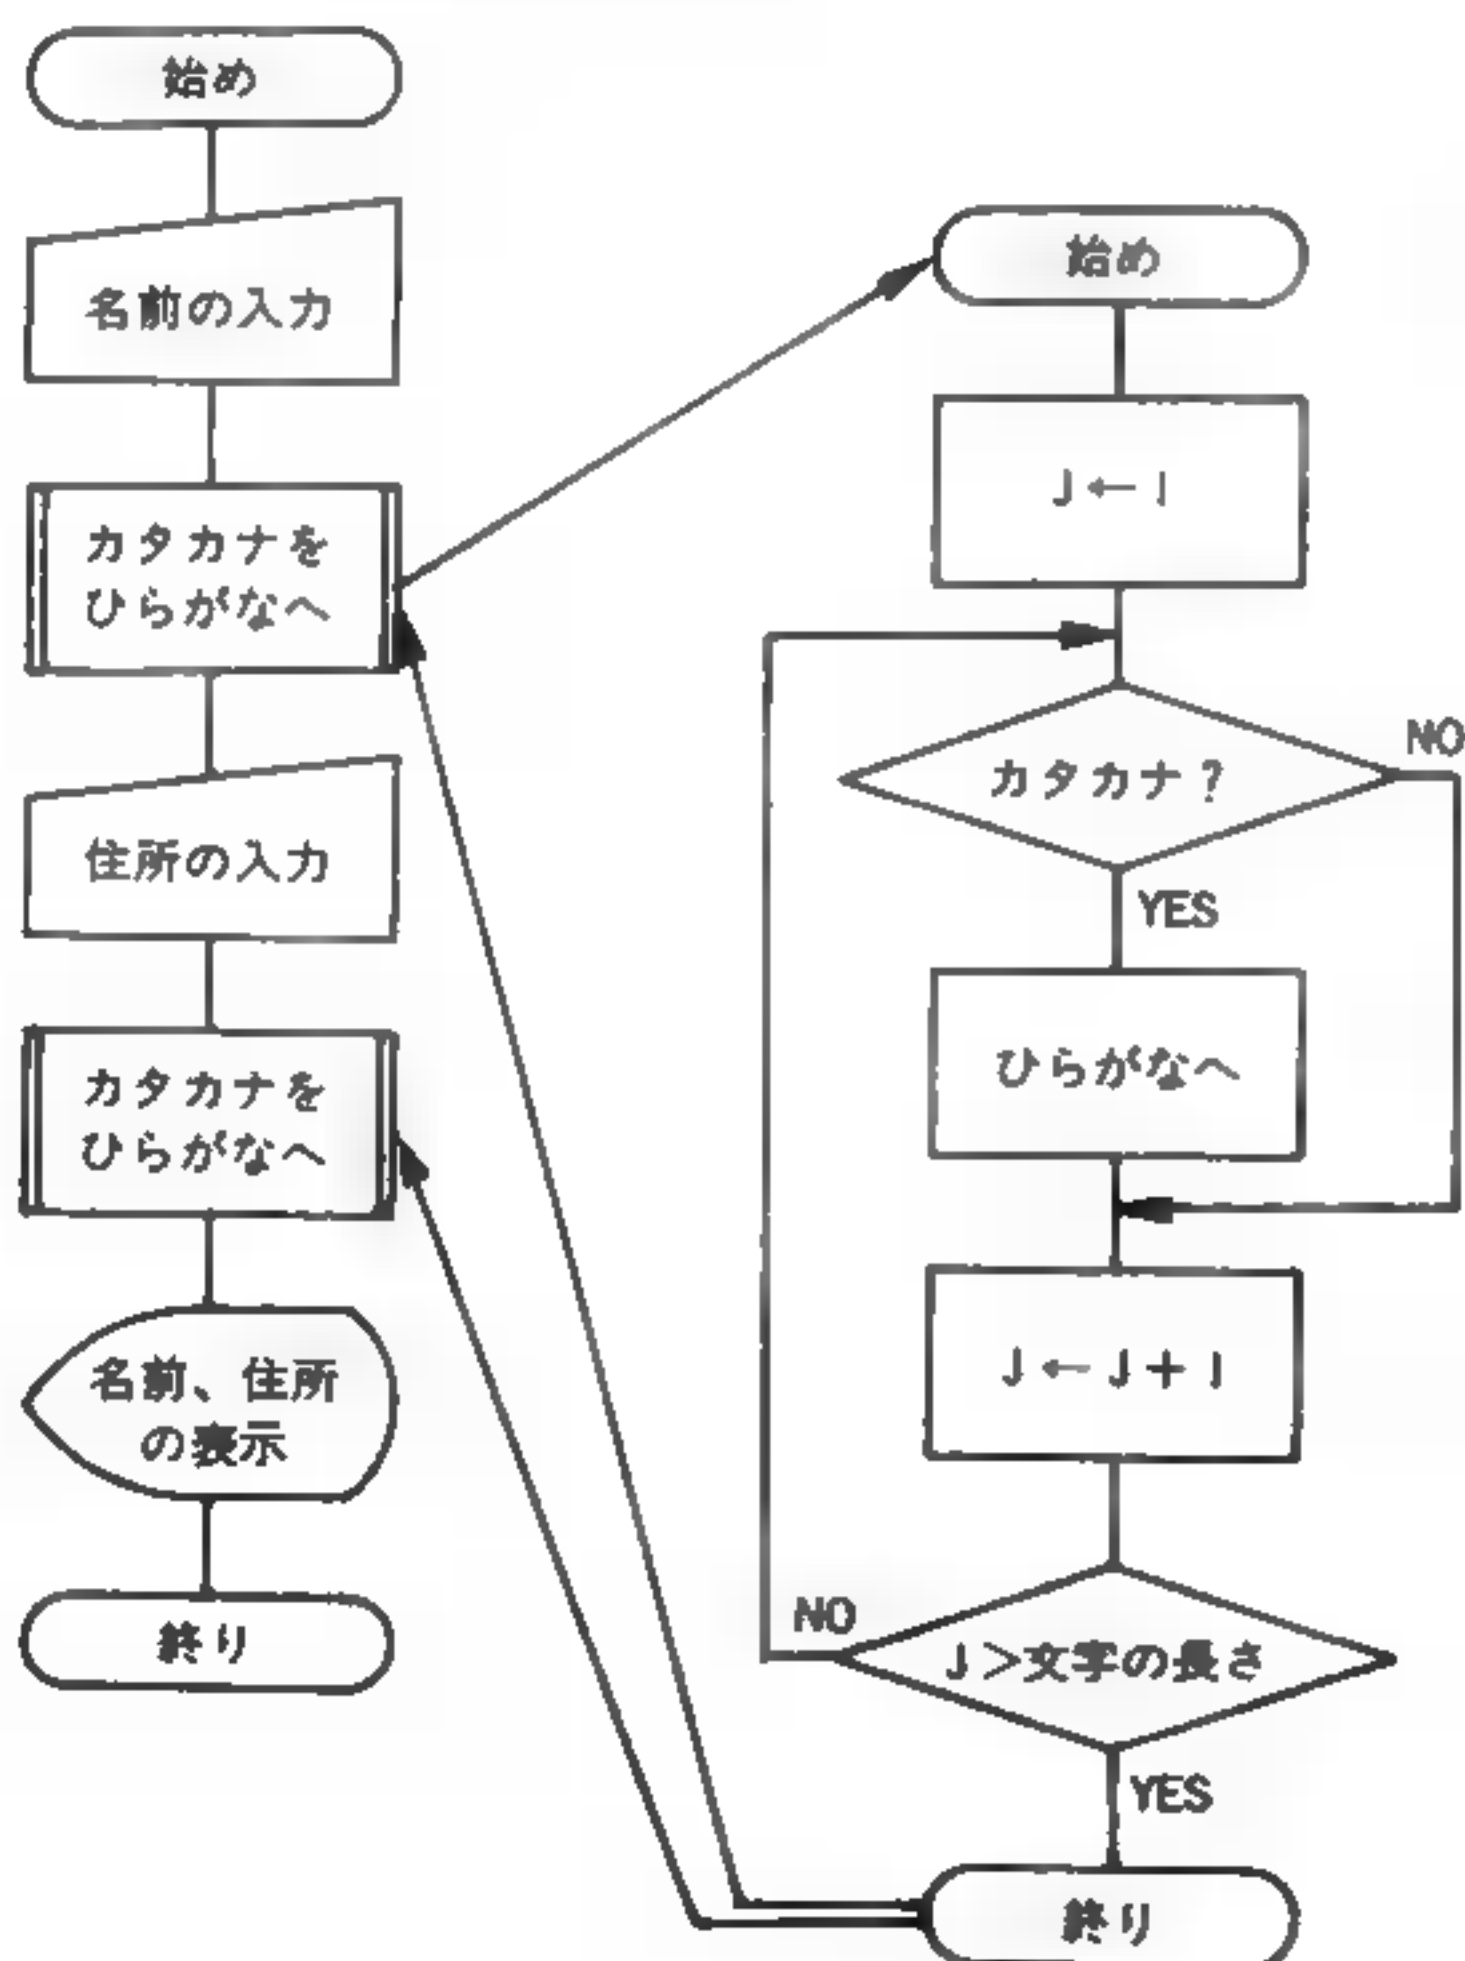 始め
名前の入力
カタカナを
ひらがなへ
住所の入力
カタカナを
ひらがなへ
名前、住所
の表示
終り
始め
J←1
カタカナ?
NO
YES
ひらがなへ
J←J+1
NO
J>文字の長さ
YES
終り